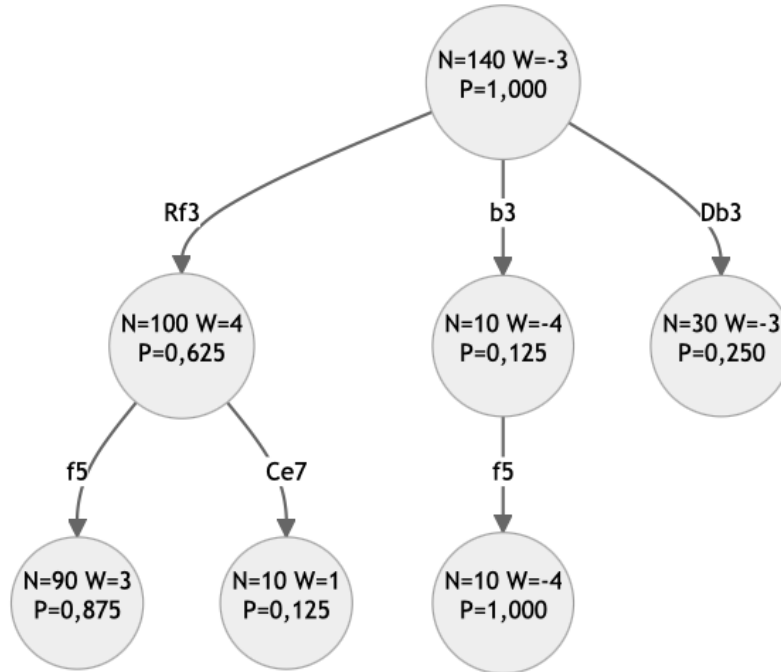 N=140 W=-3
P=1,000
Rf3
b3
Db3
N=100 W=4
P=0,625
N=10 W=-4
P=0,125
N=30 W=-3
P=0,250
f5
Ce7
f5
N=90 W=3
P=0,875
N=10 W=1
P=0,125
N=10 W=-4
P=1,000